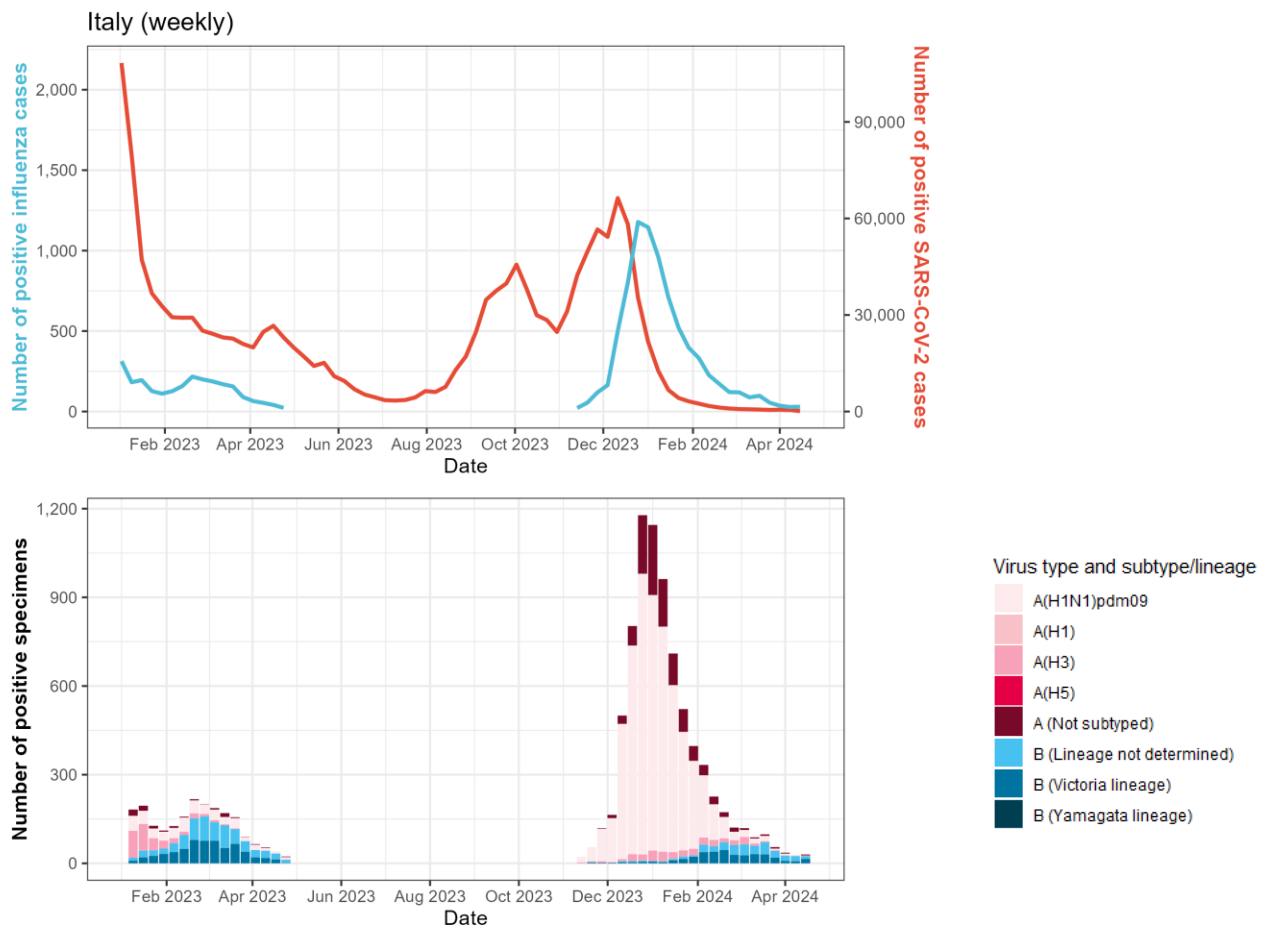 Italy (weekly)
Number of positive influenza cases
2,000
1,500
1,000
500
0
90,000
60,000
30,000
0
Number of positive SARS-CoV-2 cases
Feb 2023 Apr 2023 Jun 2023 Aug 2023 Oct 2023 Dec 2023 Feb 2024 Apr 2024
Date
Number of positive specimens
1,200
900
600
300
0
Feb 2023 Apr 2023 Jun 2023 Aug 2023 Oct 2023 Dec 2023 Feb 2024 Apr 2024
Date
Virus type and subtype/lineage
A(H1N1)pdm09
A(H1)
A(H3)
A(H5)
A (Not subtyped)
B (Lineage not determined)
B (Victoria lineage)
B (Yamagata lineage)